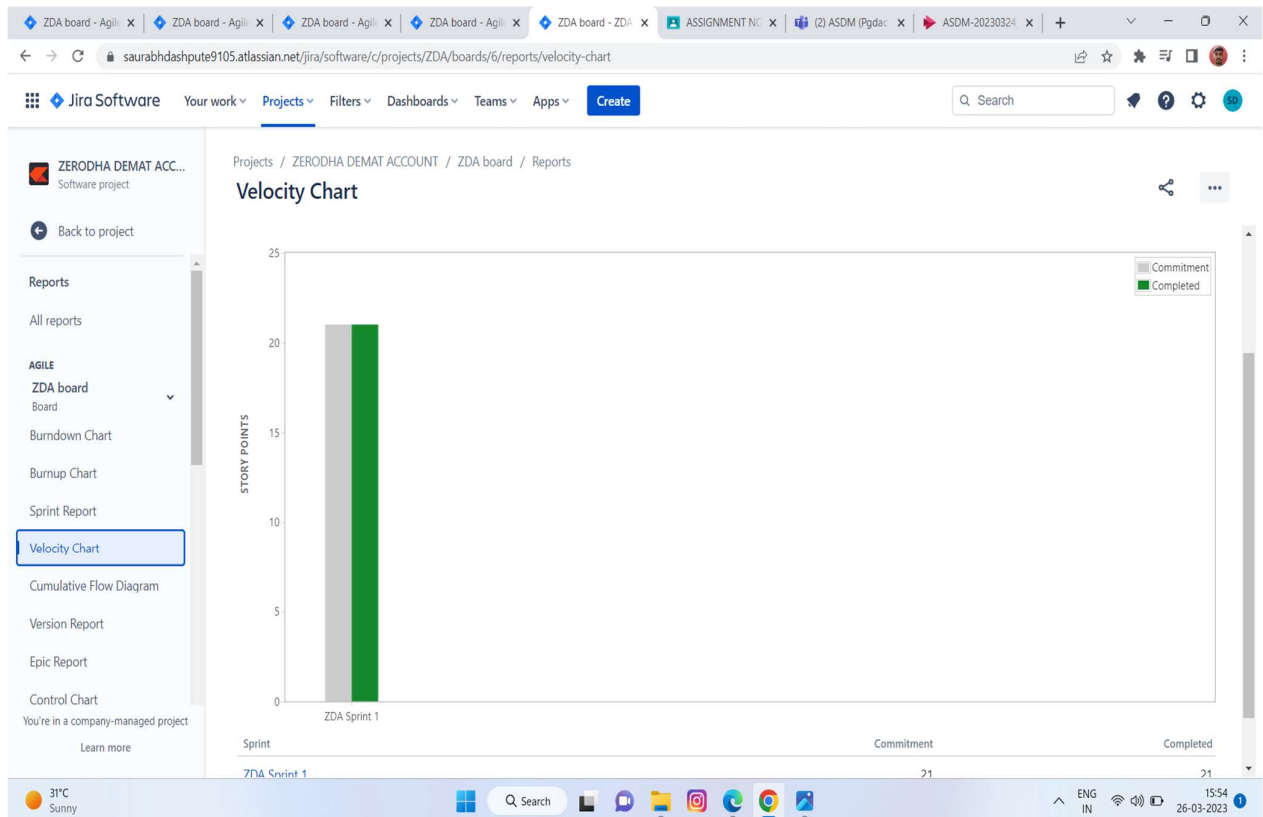 ZDA board - Agil
ZDA board - Agil
ZDA board - Agil
ZDA board - Agil
ZDA board - ZDA
ASSIGNMENT NO
(2) ASDM (Pgdac
ASDM-20230324
saurabhdashpute9105.atlassian.net/jira/software/c/projects/ZDA/boards/6/reports/velocity-chart
Jira Software Your work Projects Filters Dashboards Teams Apps Create Search SD
ZERODHA DEMAT ACC...
Software project
Back to project
Reports
All reports
AGILE
ZDA board
Board
Burndown Chart
Burnup Chart
Sprint Report
Velocity Chart
Cumulative Flow Diagram
Version Report
Epic Report
Control Chart
You're in a company-managed project
Learn more
Projects / ZERODHA DEMAT ACCOUNT / ZDA board / Reports
Velocity Chart
25
20
15
10
5
0
STORY POINTS
Commitment
Completed
ZDA Sprint 1
Sprint Commitment Completed
ZDA Sprint 1 21 21
31°C
Sunny
Search
ENG
IN
15:54
26-03-2023
1